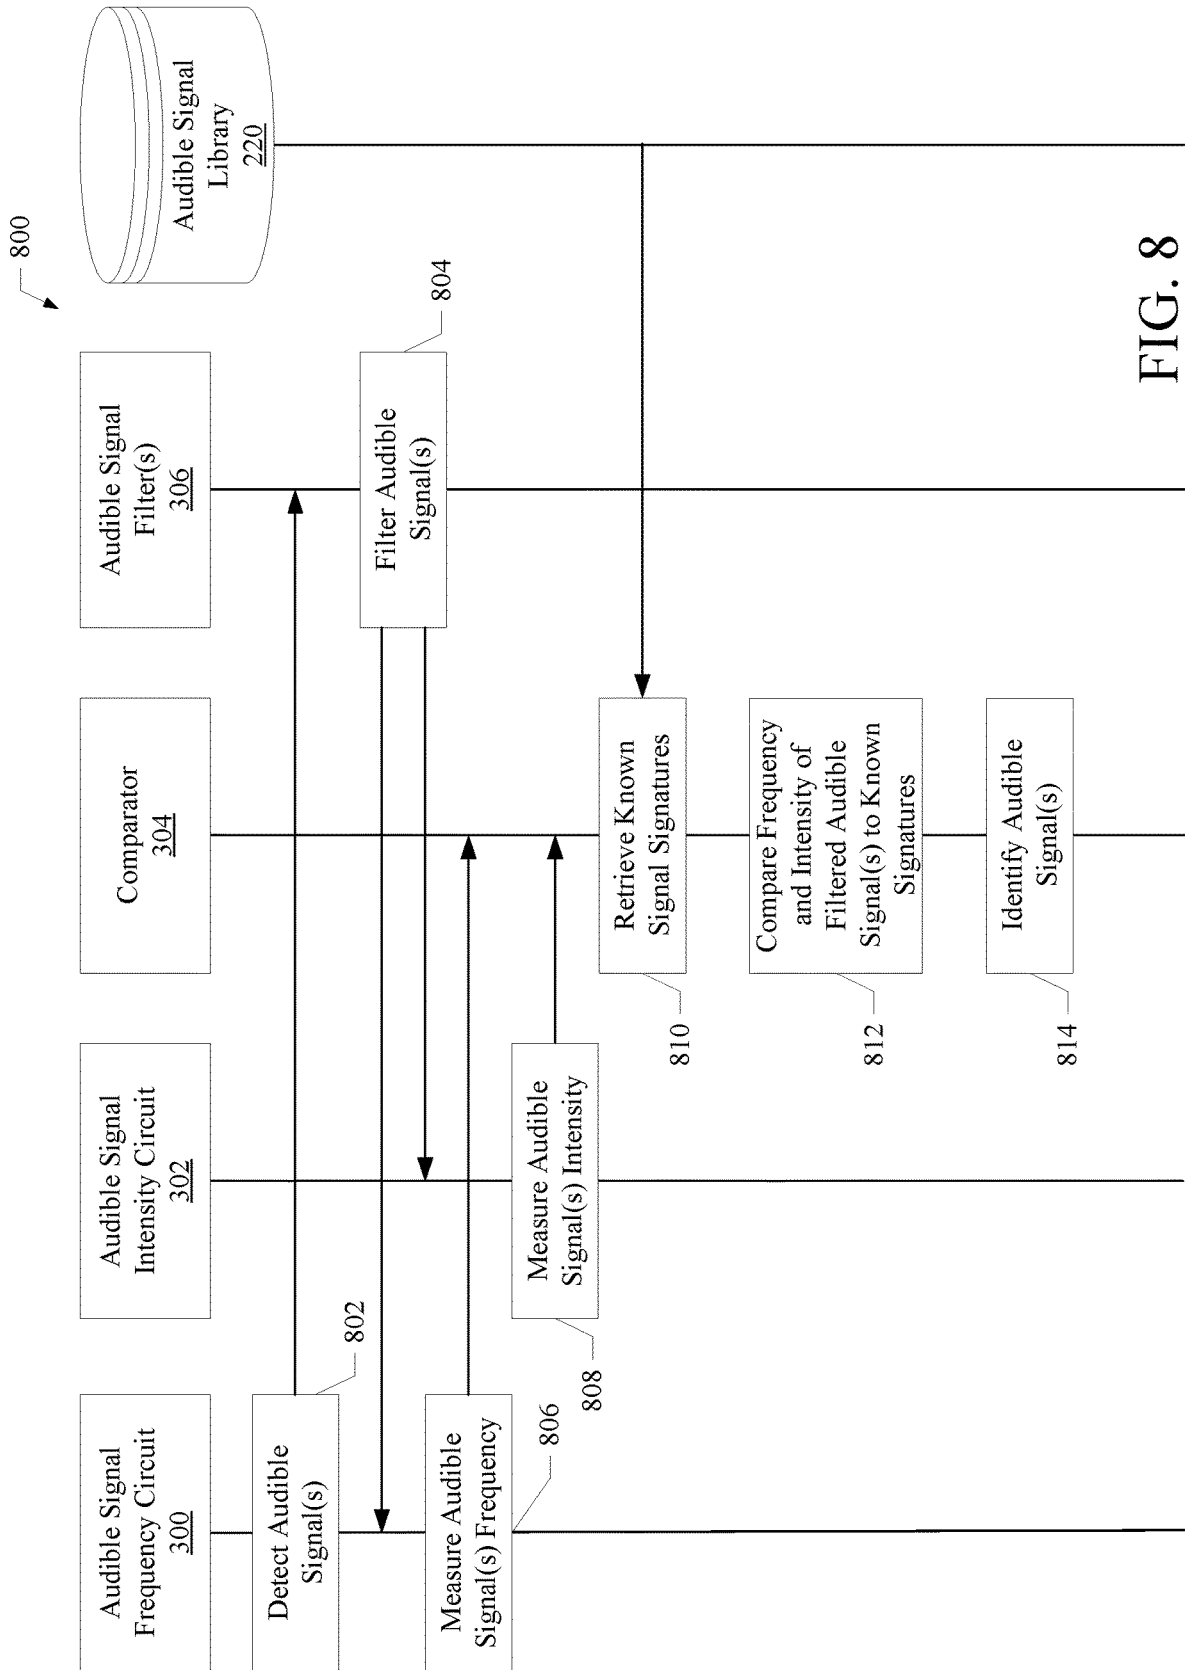 800
Audible Signal
Frequency Circuit
300
Audible Signal
Intensity Circuit
302
Comparator
304
Audible Signal
Filter(s)
306
Audible Signal
Library
220
Detect Audible
Signal(s)
802
Filter Audible
Signal(s)
804
Measure Audible
Signal(s) Frequency
806
Measure Audible
Signal(s) Intensity
808
Retrieve Known
Signal Signatures
810
Compare Frequency
and Intensity of
Filtered Audible
Signal(s) to Known
Signatures
812
Identify Audible
Signal(s)
814
FIG. 8